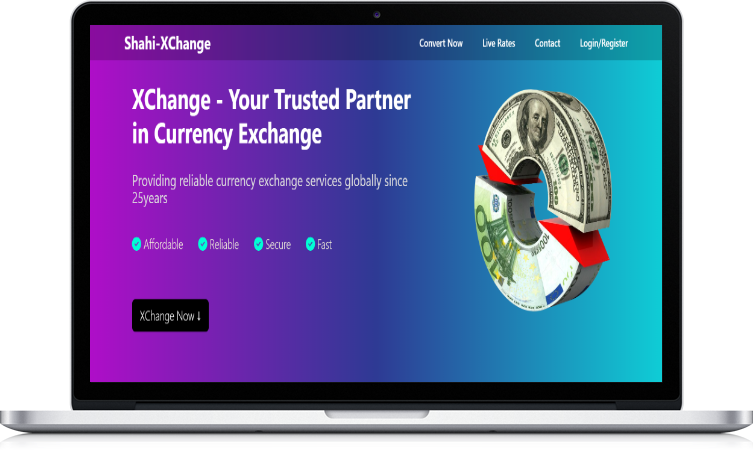 Shahi-XChange Convert Now Live Rates Contact Login/Register
XChange - Your Trusted Partner
in Currency Exchange
Providing reliable currency exchange services globally since
25years
Affordable Reliable Secure Fast
XChange Now ↓
100